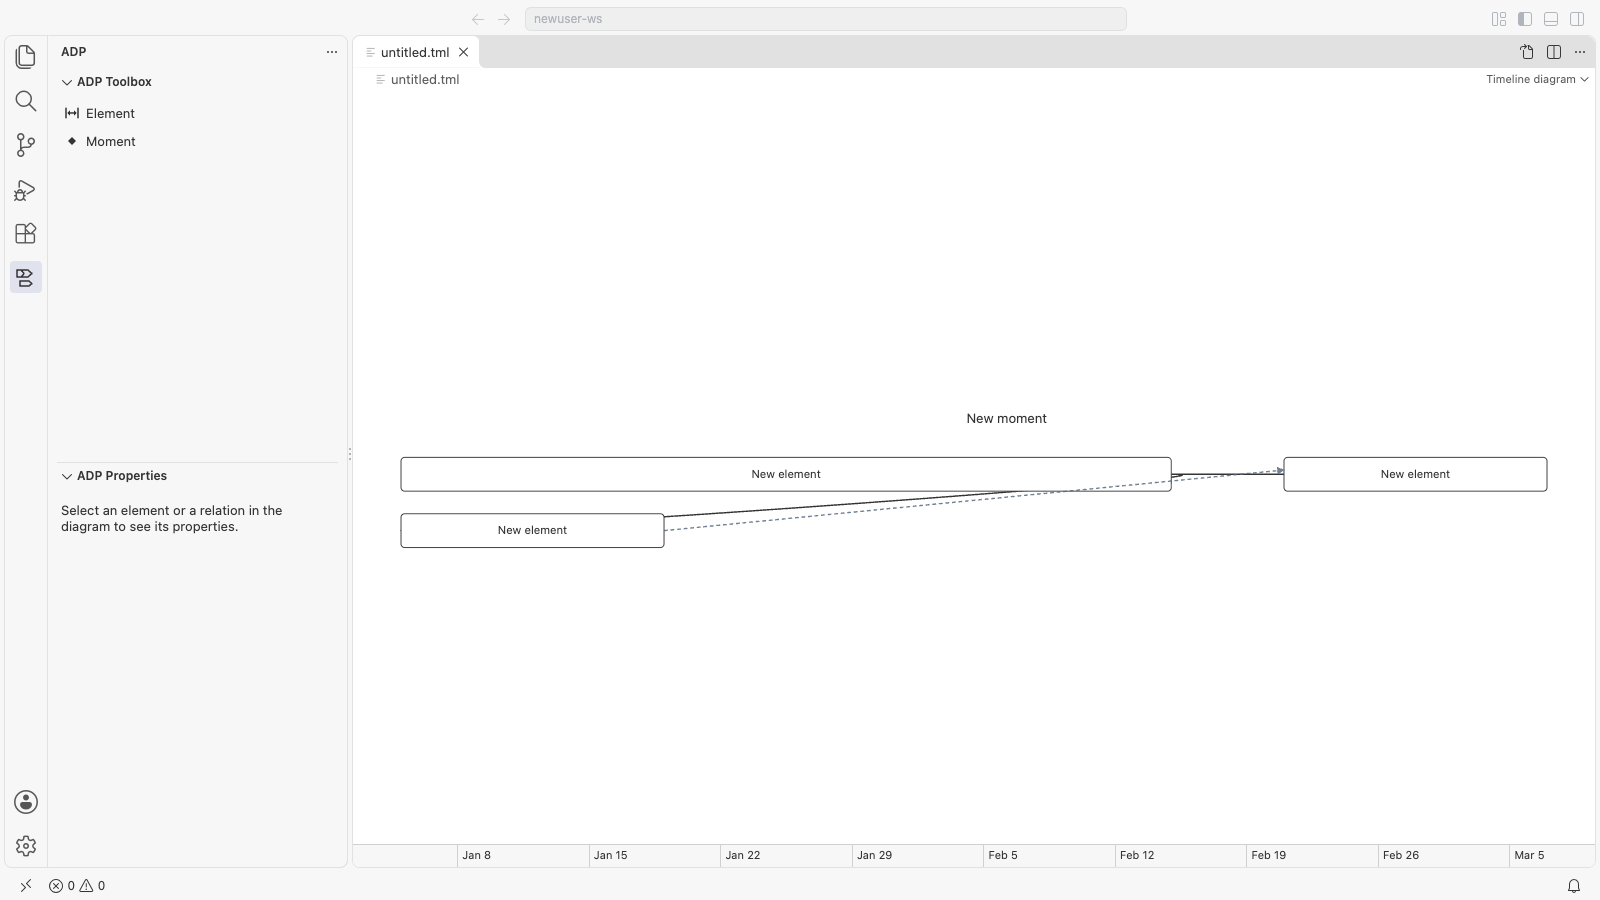 newuser-ws
ADP
ADP Toolbox
Element
Moment
ADP Properties
Select an element or a relation in the
diagram to see its properties.
untitled.tml
untitled.tml
Timeline diagram
New moment
New element
New element
New element
Jan 8
Jan 15
Jan 22
Jan 29
Feb 5
Feb 12
Feb 19
Feb 26
Mar 5
0
0